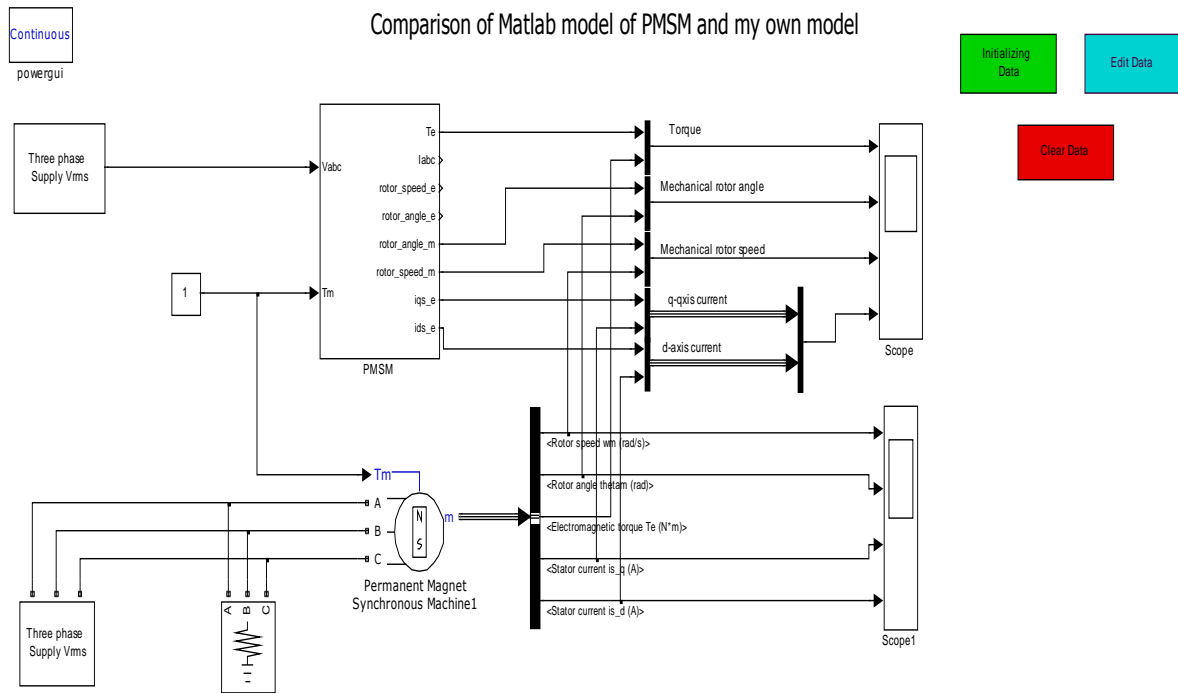 Comparison of Matlab model of PMSM and my own model
Continuous
powergui
Initializing
Data
Edit Data
Clear Data
Three phase
Supply Vrms
Vabc
Tm
Te
Iabc
rotor_speed_e
rotor_angle_e
rotor_angle_m
rotor_speed_m
iqs_e
ids_e
PMSM
1
Torque
Mechanical rotor angle
Mechanical rotor speed
q-qxis current
d-axis current
Scope
Tm
A
B
C
N
S
m
Permanent Magnet
Synchronous Machine1
<Rotor speed wm (rad/s)>
<Rotor angle thetam (rad)>
<Electromagnetic torque Te (N*m)>
<Stator current is_q (A)>
<Stator current is_d (A)>
Scope1
Three phase
Supply Vrms
A
B
C